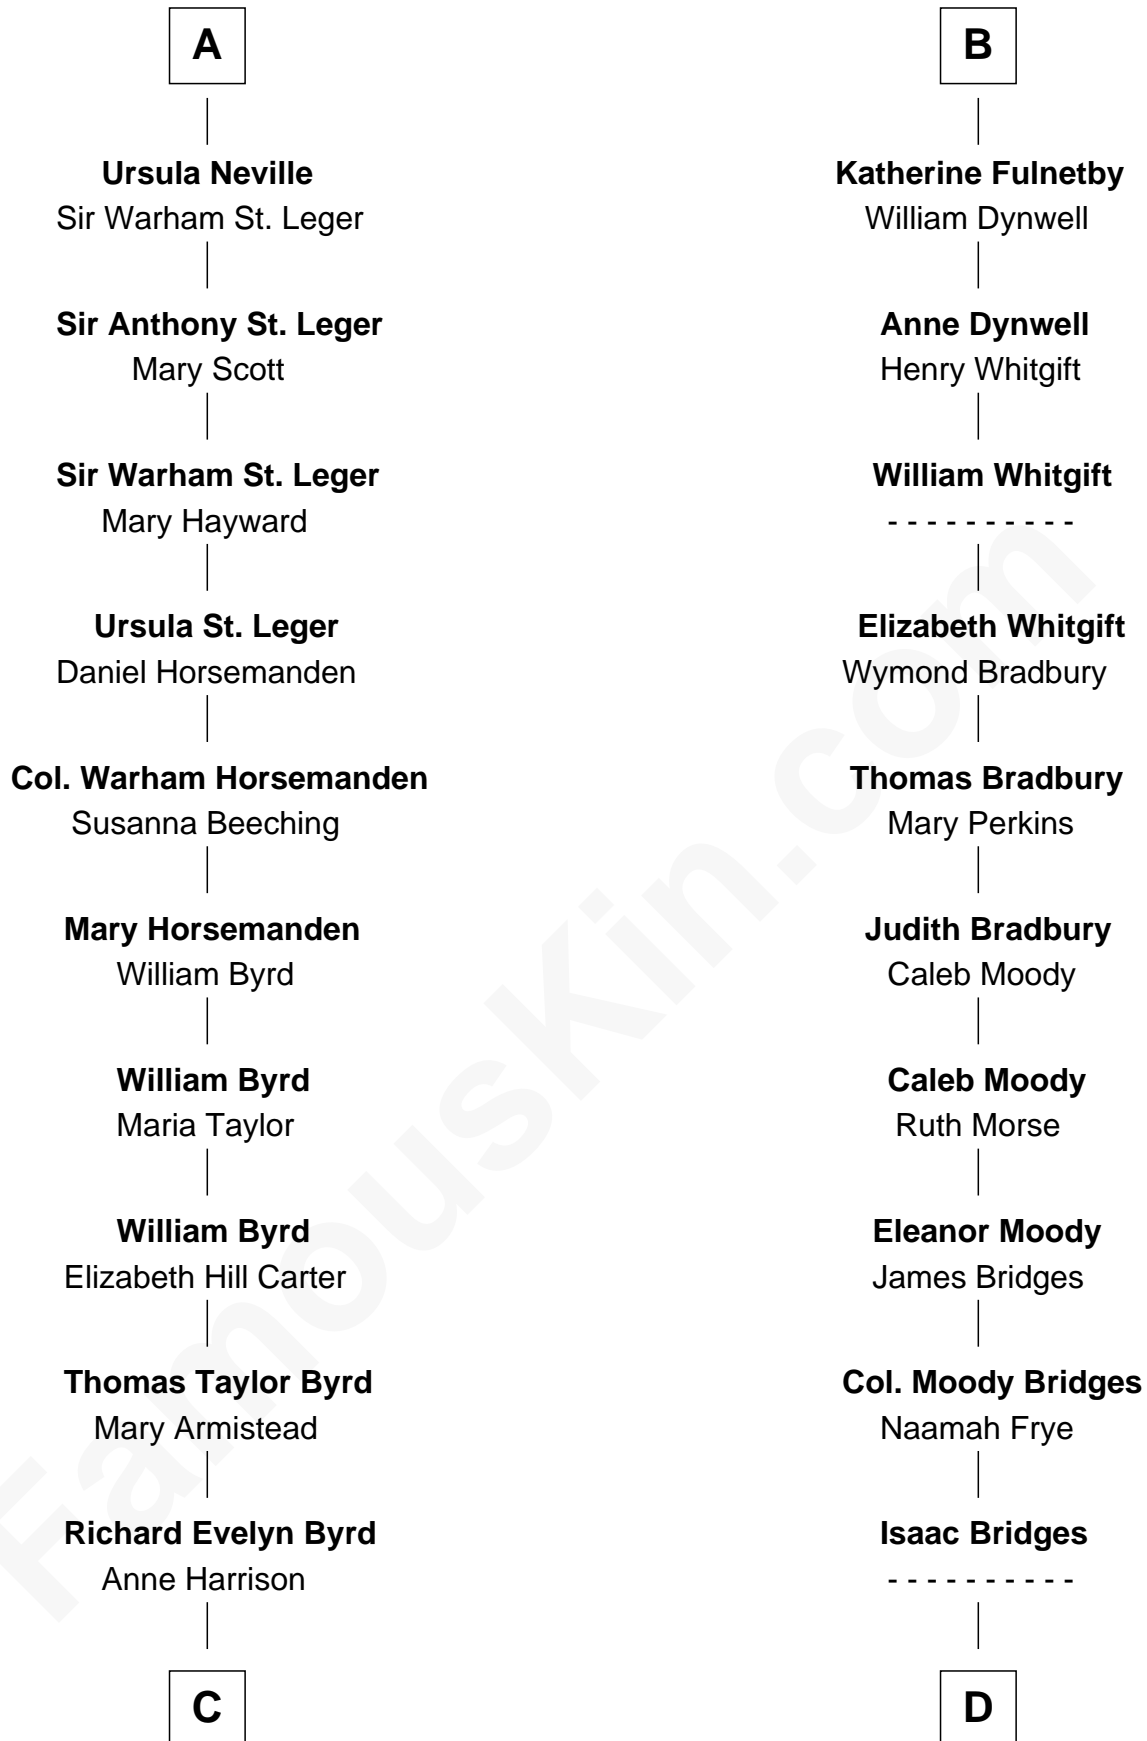 A
Ursula Neville
Sir Warham St. Leger
Sir Anthony St. Leger
Mary Scott
Sir Warham St. Leger
Mary Hayward
Ursula St. Leger
Daniel Horsemanden
Col. Warham Horsemanden
Susanna Beeching
Mary Horsemanden
William Byrd
William Byrd
Maria Taylor
William Byrd
Elizabeth Hill Carter
Thomas Taylor Byrd
Mary Armistead
Richard Evelyn Byrd
Anne Harrison
C
B
Katherine Fulnetby
William Dynwell
Anne Dynwell
Henry Whitgift
William Whitgift
- - - - - - - - - -
Elizabeth Whitgift
Wymond Bradbury
Thomas Bradbury
Mary Perkins
Judith Bradbury
Caleb Moody
Caleb Moody
Ruth Morse
Eleanor Moody
James Bridges
Col. Moody Bridges
Naamah Frye
Isaac Bridges
- - - - - - - - - -
D
FamousKin.com